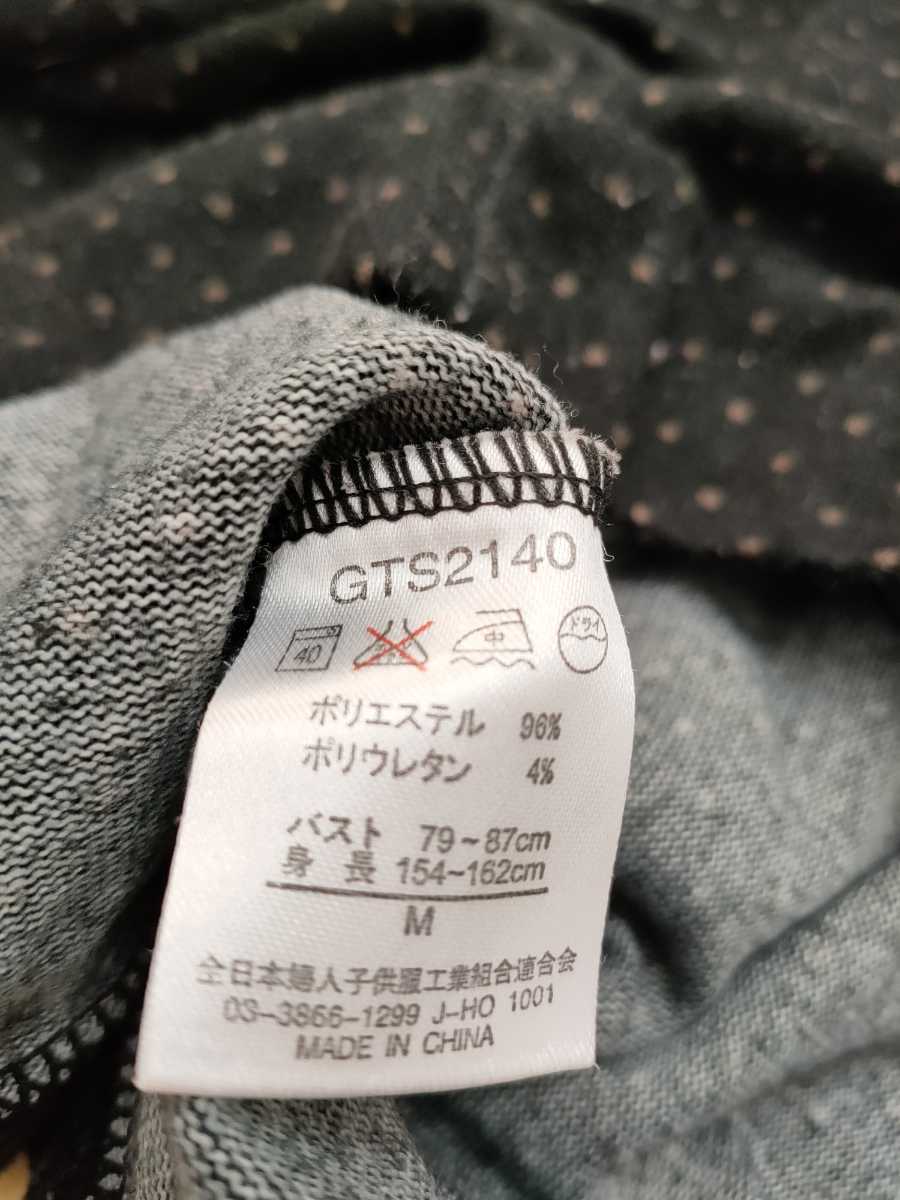 GTS2140
40 中 ドライ
ポリエステル 96%
ポリウレタン 4%
バスト 79~87cm
身長 154~162cm
M
全日本婦人子供服工業組合連合会
03-3866-1299 J-HO 1001
MADE IN CHINA